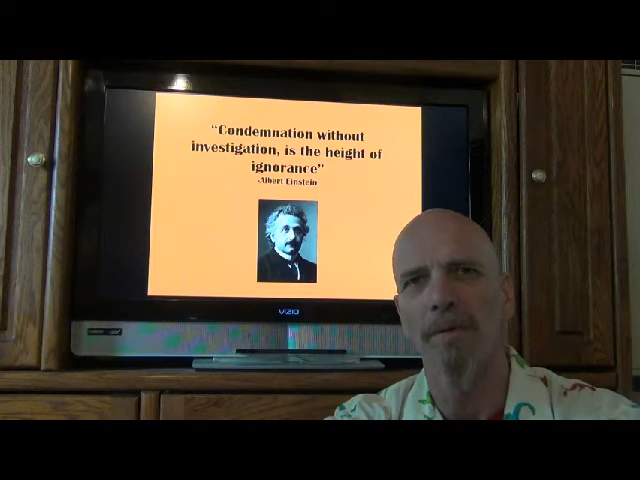 “Condemnation without
investigation, is the height of
ignorance”
-Albert Einstein
VIZIO